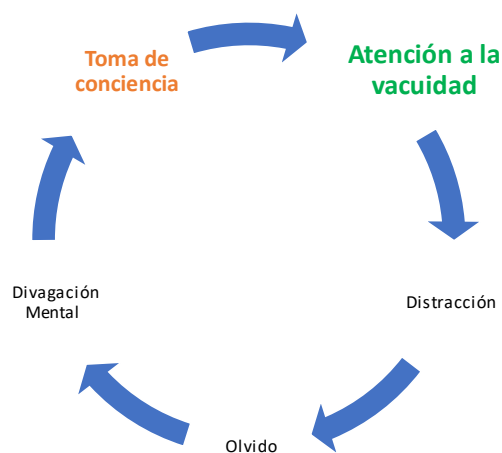 Toma de
conciencia
Atención a la
vacuidad
Distracción
Olvido
Divagación
Mental